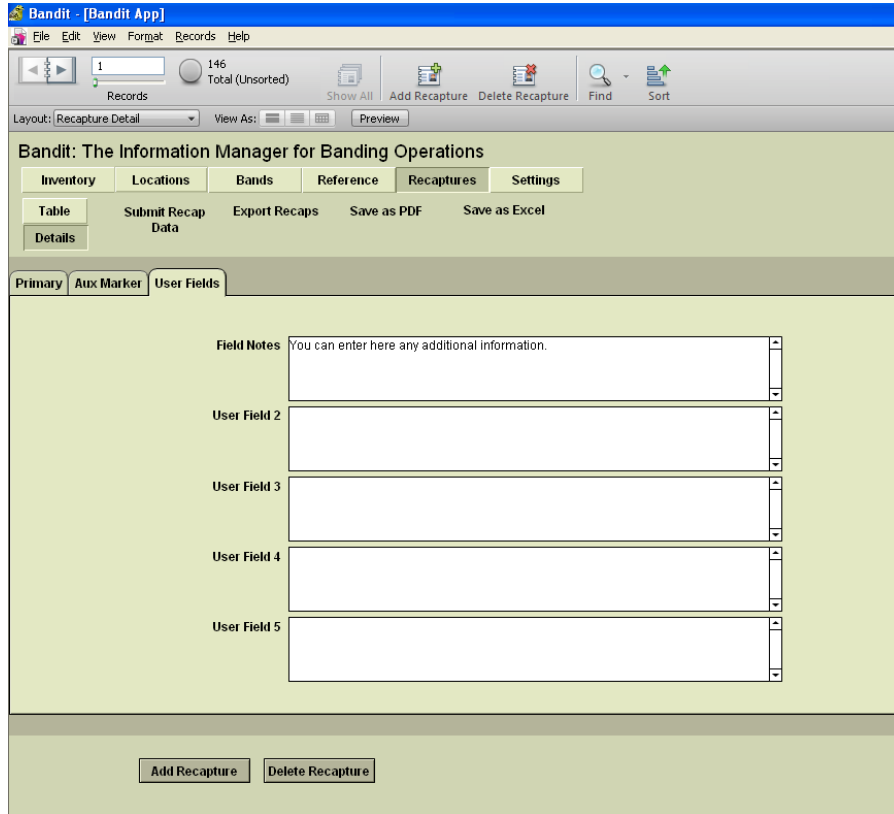 Bandit - [Bandit App]
File Edit View Format Records Help
1
146
Total (Unsorted)
Records
Show All Add Recapture Delete Recapture Find Sort
Layout: Recapture Detail View As: Preview
Bandit: The Information Manager for Banding Operations
Inventory Locations Bands Reference Recaptures Settings
Table Submit Recap Data Export Recaps Save as PDF Save as Excel
Details
Primary Aux Marker User Fields
Field Notes You can enter here any additional information.
User Field 2
User Field 3
User Field 4
User Field 5
Add Recapture Delete Recapture